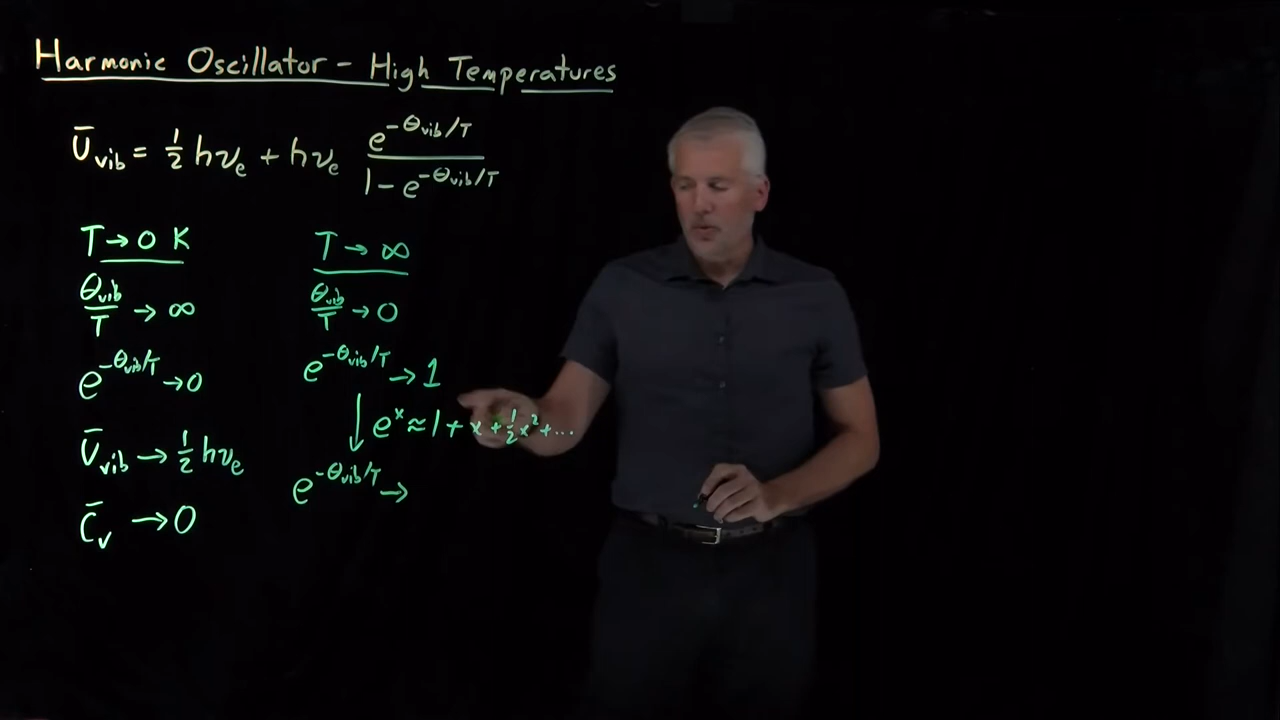 Harmonic Oscillator - High Temperatures
Ū_vib = ½ hν_e + hν_e e^(-Θ_vib/T) / (1 - e^(-Θ_vib/T))
T → 0 K
Θ_vib/T → ∞
e^(-Θ_vib/T) → 0
Ū_vib → ½ hν_e
C̄_v → 0
T → ∞
Θ_vib/T → 0
e^(-Θ_vib/T) → 1
↓ e^x ≈ 1 + x + ½x² + ...
e^(-Θ_vib/T) →